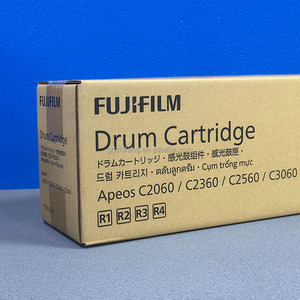 FUJIFILM
Drum Cartridge
ドラムカートリッジ・感光鼓组件・感光鼓匣・
드럼 카트리지・ตลับลูกดรัม・Cụm trống mực
Apeos C2060 / C2360 / C2560 / C3060
R1 R2 R3 R4